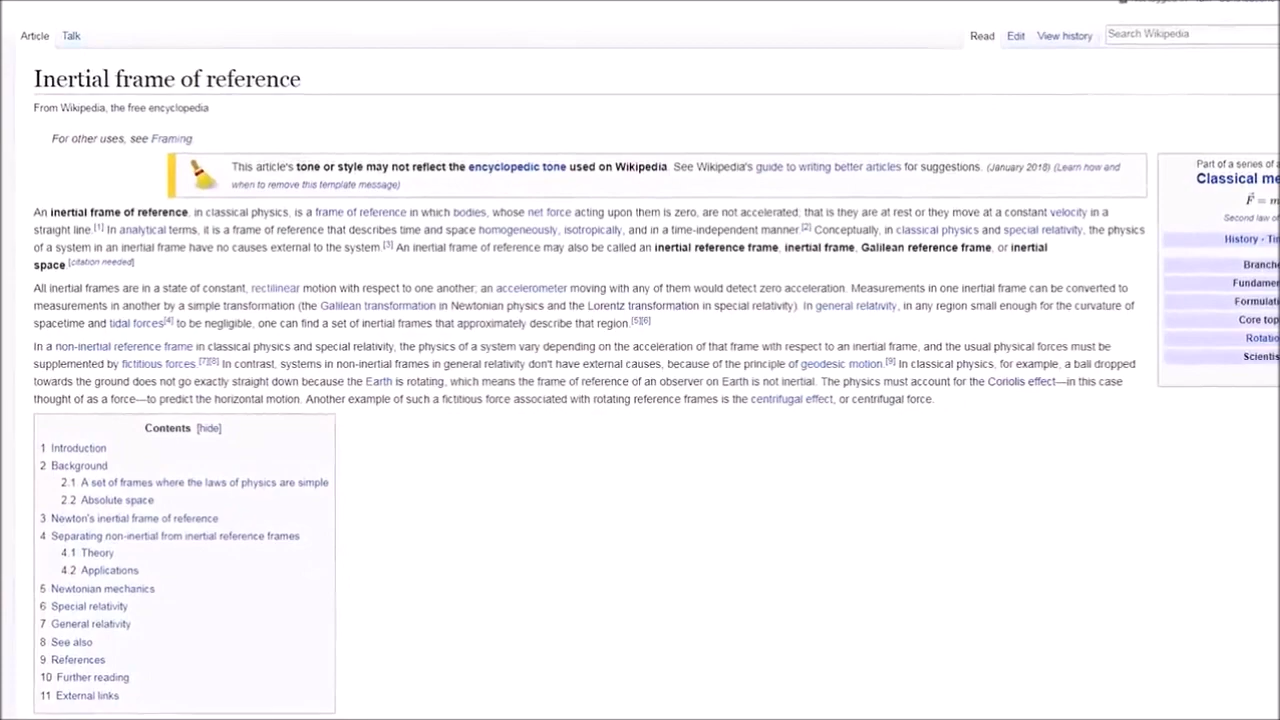 Article Talk
Read Edit View history Search Wikipedia
Inertial frame of reference
From Wikipedia, the free encyclopedia
For other uses, see Framing
This article's tone or style may not reflect the encyclopedic tone used on Wikipedia. See Wikipedia's guide to writing better articles for suggestions. (January 2018) (Learn how and
when to remove this template message)
Part of a series of a
Classical me
F⃗ = m
Second law of
History · Tir
Branche
Fundamer
Formulati
Core top
Rotatio
Scientis
An inertial frame of reference, in classical physics, is a frame of reference in which bodies, whose net force acting upon them is zero, are not accelerated, that is they are at rest or they move at a constant velocity in a
straight line.[1] In analytical terms, it is a frame of reference that describes time and space homogeneously, isotropically, and in a time-independent manner.[2] Conceptually, in classical physics and special relativity, the physics
of a system in an inertial frame have no causes external to the system.[3] An inertial frame of reference may also be called an inertial reference frame, inertial frame, Galilean reference frame, or inertial
space.[citation needed]
All inertial frames are in a state of constant, rectilinear motion with respect to one another; an accelerometer moving with any of them would detect zero acceleration. Measurements in one inertial frame can be converted to
measurements in another by a simple transformation (the Galilean transformation in Newtonian physics and the Lorentz transformation in special relativity). In general relativity, in any region small enough for the curvature of
spacetime and tidal forces[4] to be negligible, one can find a set of inertial frames that approximately describe that region.[5][6]
In a non-inertial reference frame in classical physics and special relativity, the physics of a system vary depending on the acceleration of that frame with respect to an inertial frame, and the usual physical forces must be
supplemented by fictitious forces.[7][8] In contrast, systems in non-inertial frames in general relativity don't have external causes, because of the principle of geodesic motion.[9] In classical physics, for example, a ball dropped
towards the ground does not go exactly straight down because the Earth is rotating, which means the frame of reference of an observer on Earth is not inertial. The physics must account for the Coriolis effect—in this case
thought of as a force—to predict the horizontal motion. Another example of such a fictitious force associated with rotating reference frames is the centrifugal effect, or centrifugal force.
Contents [hide]
1 Introduction
2 Background
2.1 A set of frames where the laws of physics are simple
2.2 Absolute space
3 Newton's inertial frame of reference
4 Separating non-inertial from inertial reference frames
4.1 Theory
4.2 Applications
5 Newtonian mechanics
6 Special relativity
7 General relativity
8 See also
9 References
10 Further reading
11 External links